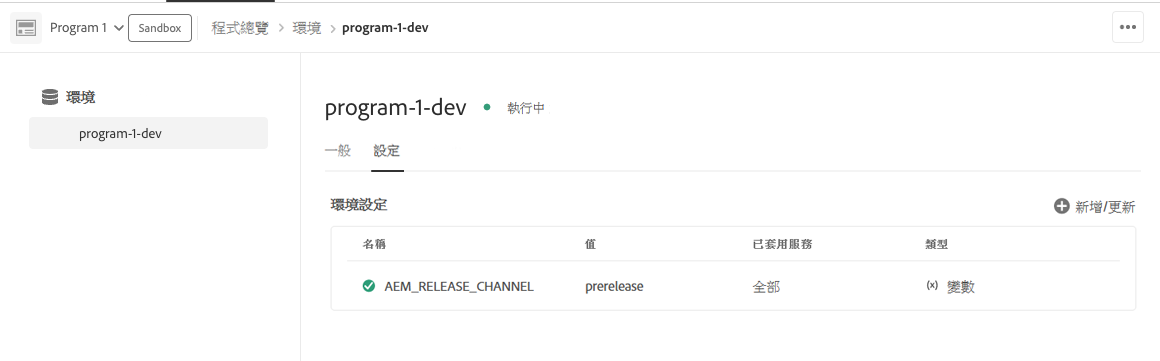 Program 1 Sandbox 程式總覽 環境 program-1-dev
環境
program-1-dev
program-1-dev 執行中
一般 設定
環境設定 新增/更新
名稱 值 已套用服務 類型
AEM_RELEASE_CHANNEL prerelease 全部 (x) 變數